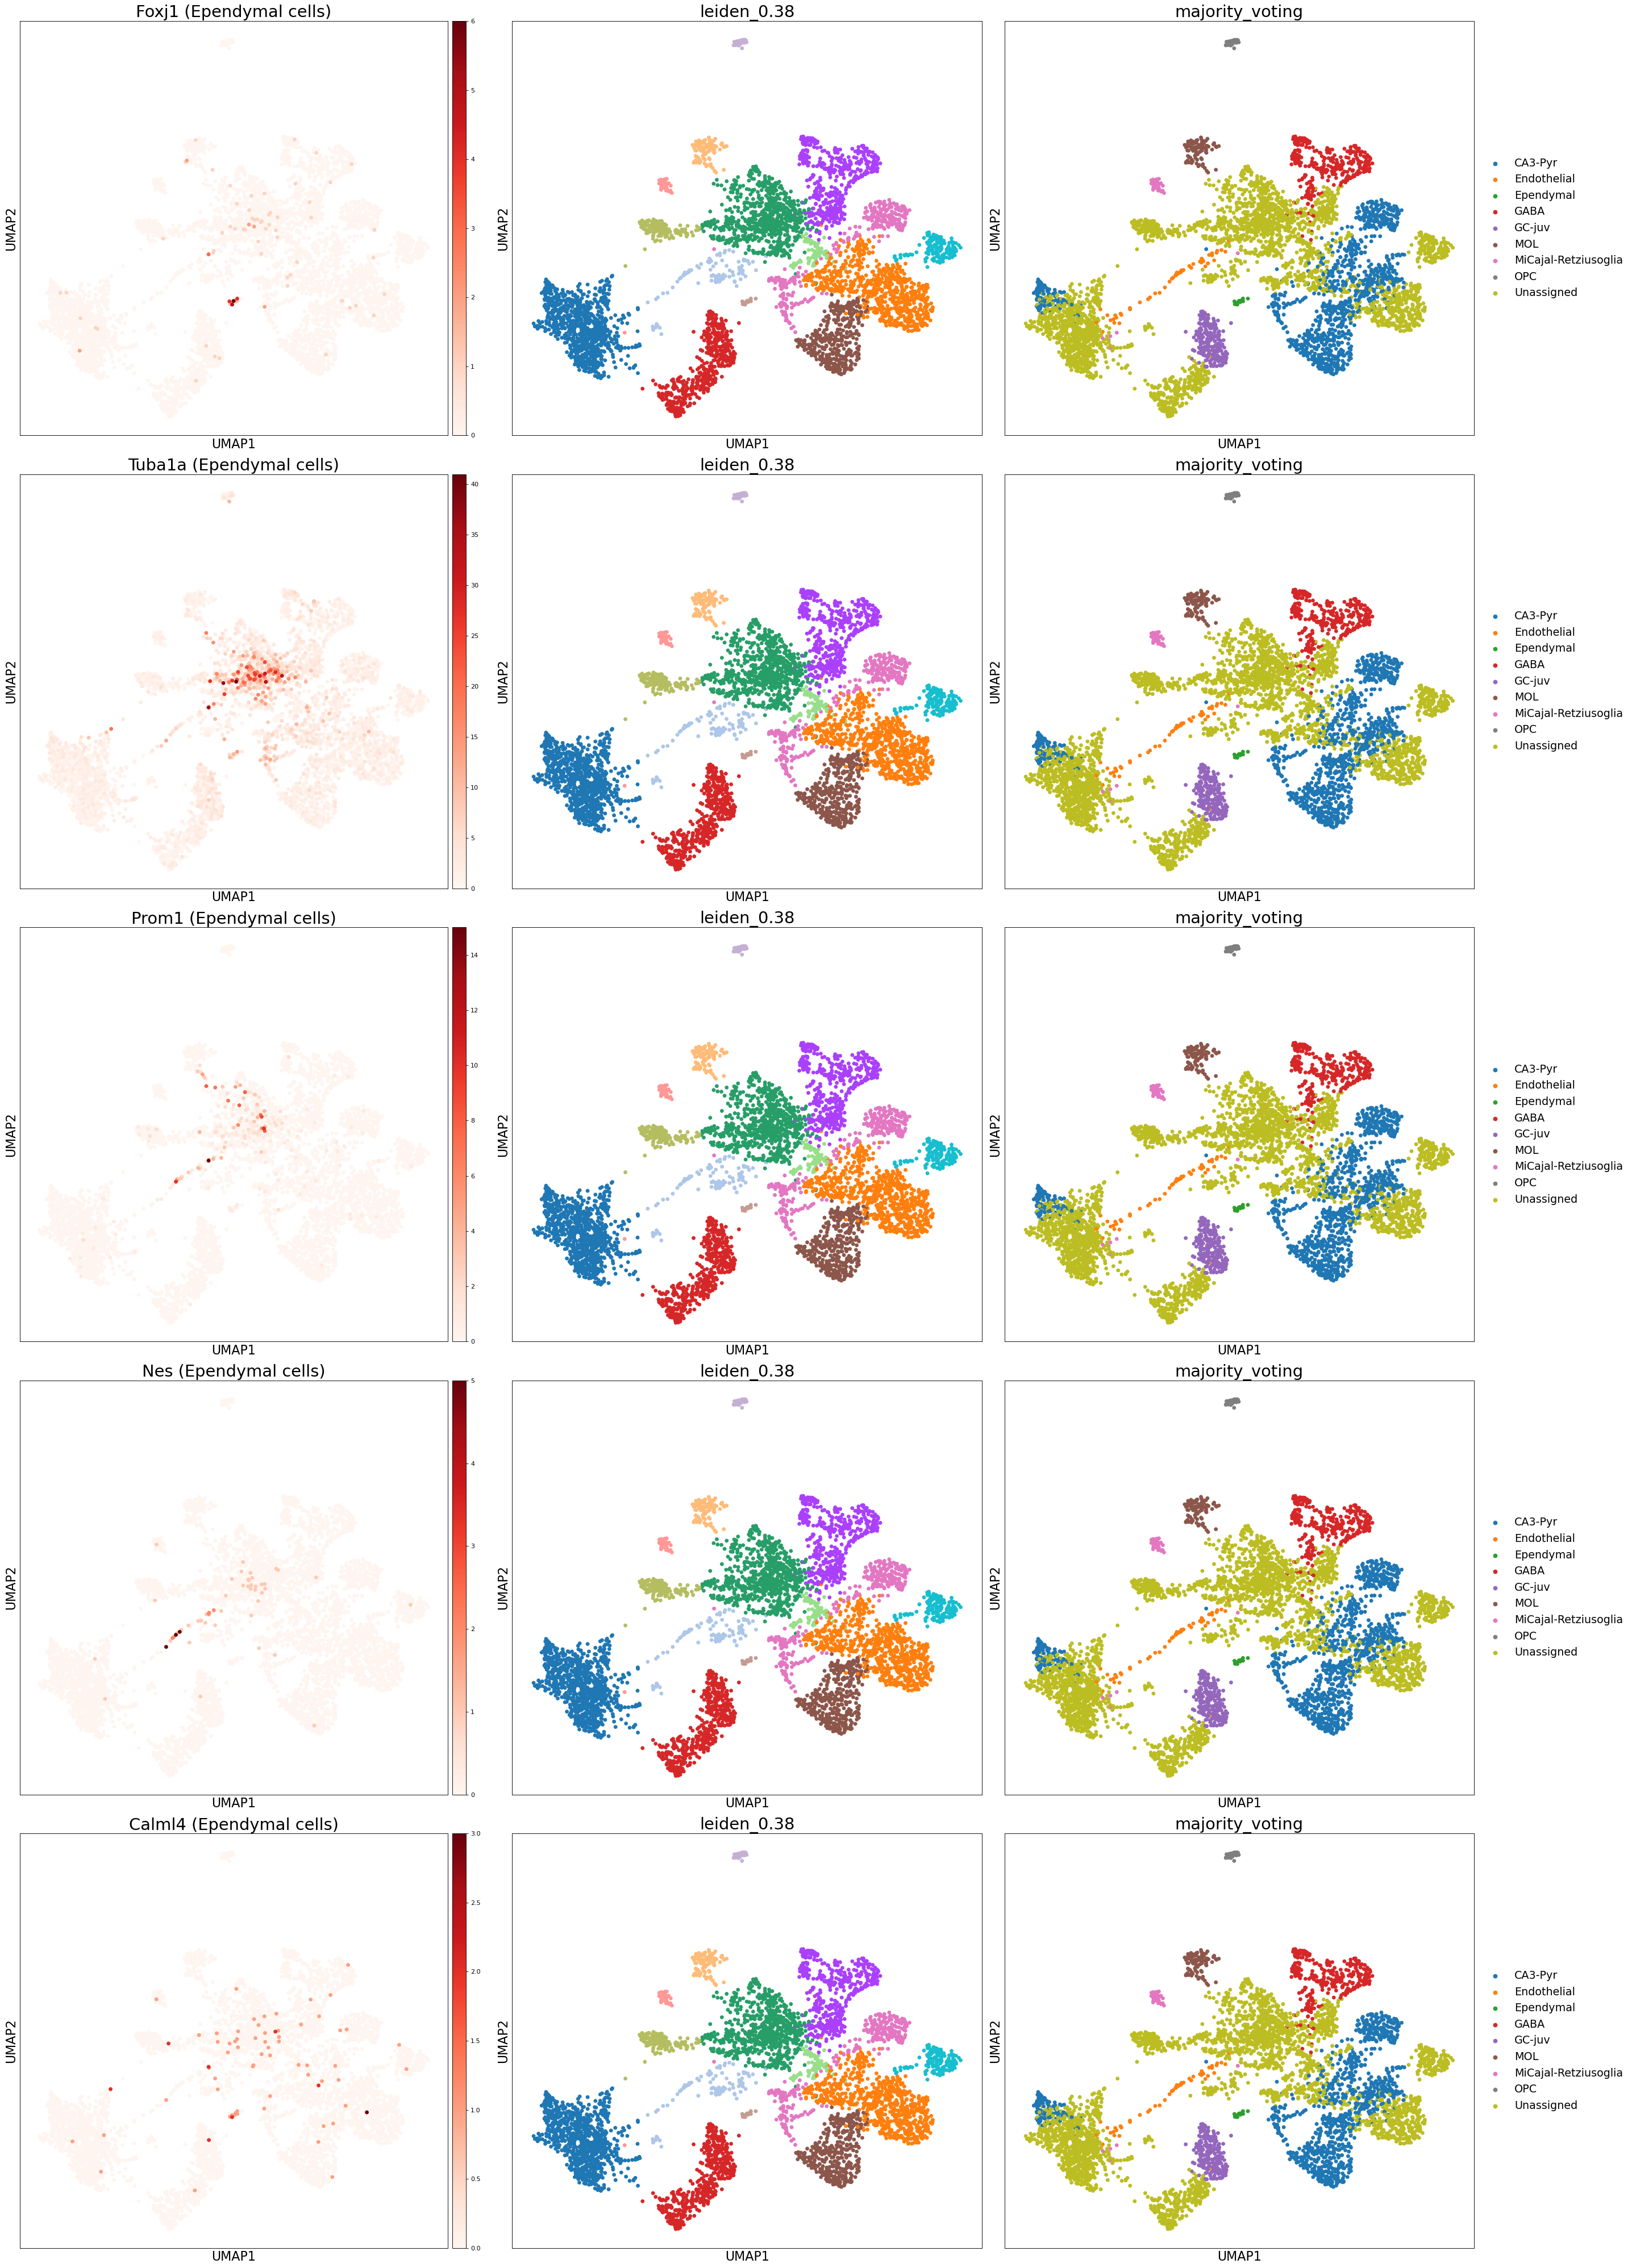 Foxj1 (Ependymal cells)
leiden_0.38
majority_voting
6
5
4
3
2
1
0
UMAP2
UMAP2
UMAP2
CA3-Pyr
Endothelial
Ependymal
GABA
GC-juv
MOL
MiCajal-Retziusoglia
OPC
Unassigned
UMAP1
UMAP1
UMAP1
Tuba1a (Ependymal cells)
leiden_0.38
majority_voting
40
35
30
25
20
15
10
5
0
UMAP2
UMAP2
UMAP2
CA3-Pyr
Endothelial
Ependymal
GABA
GC-juv
MOL
MiCajal-Retziusoglia
OPC
Unassigned
UMAP1
UMAP1
UMAP1
Prom1 (Ependymal cells)
leiden_0.38
majority_voting
14
12
10
8
6
4
2
0
UMAP2
UMAP2
UMAP2
CA3-Pyr
Endothelial
Ependymal
GABA
GC-juv
MOL
MiCajal-Retziusoglia
OPC
Unassigned
UMAP1
UMAP1
UMAP1
Nes (Ependymal cells)
leiden_0.38
majority_voting
5
4
3
2
1
0
UMAP2
UMAP2
UMAP2
CA3-Pyr
Endothelial
Ependymal
GABA
GC-juv
MOL
MiCajal-Retziusoglia
OPC
Unassigned
UMAP1
UMAP1
UMAP1
Calml4 (Ependymal cells)
leiden_0.38
majority_voting
3.0
2.5
2.0
1.5
1.0
0.5
0.0
UMAP2
UMAP2
UMAP2
CA3-Pyr
Endothelial
Ependymal
GABA
GC-juv
MOL
MiCajal-Retziusoglia
OPC
Unassigned
UMAP1
UMAP1
UMAP1